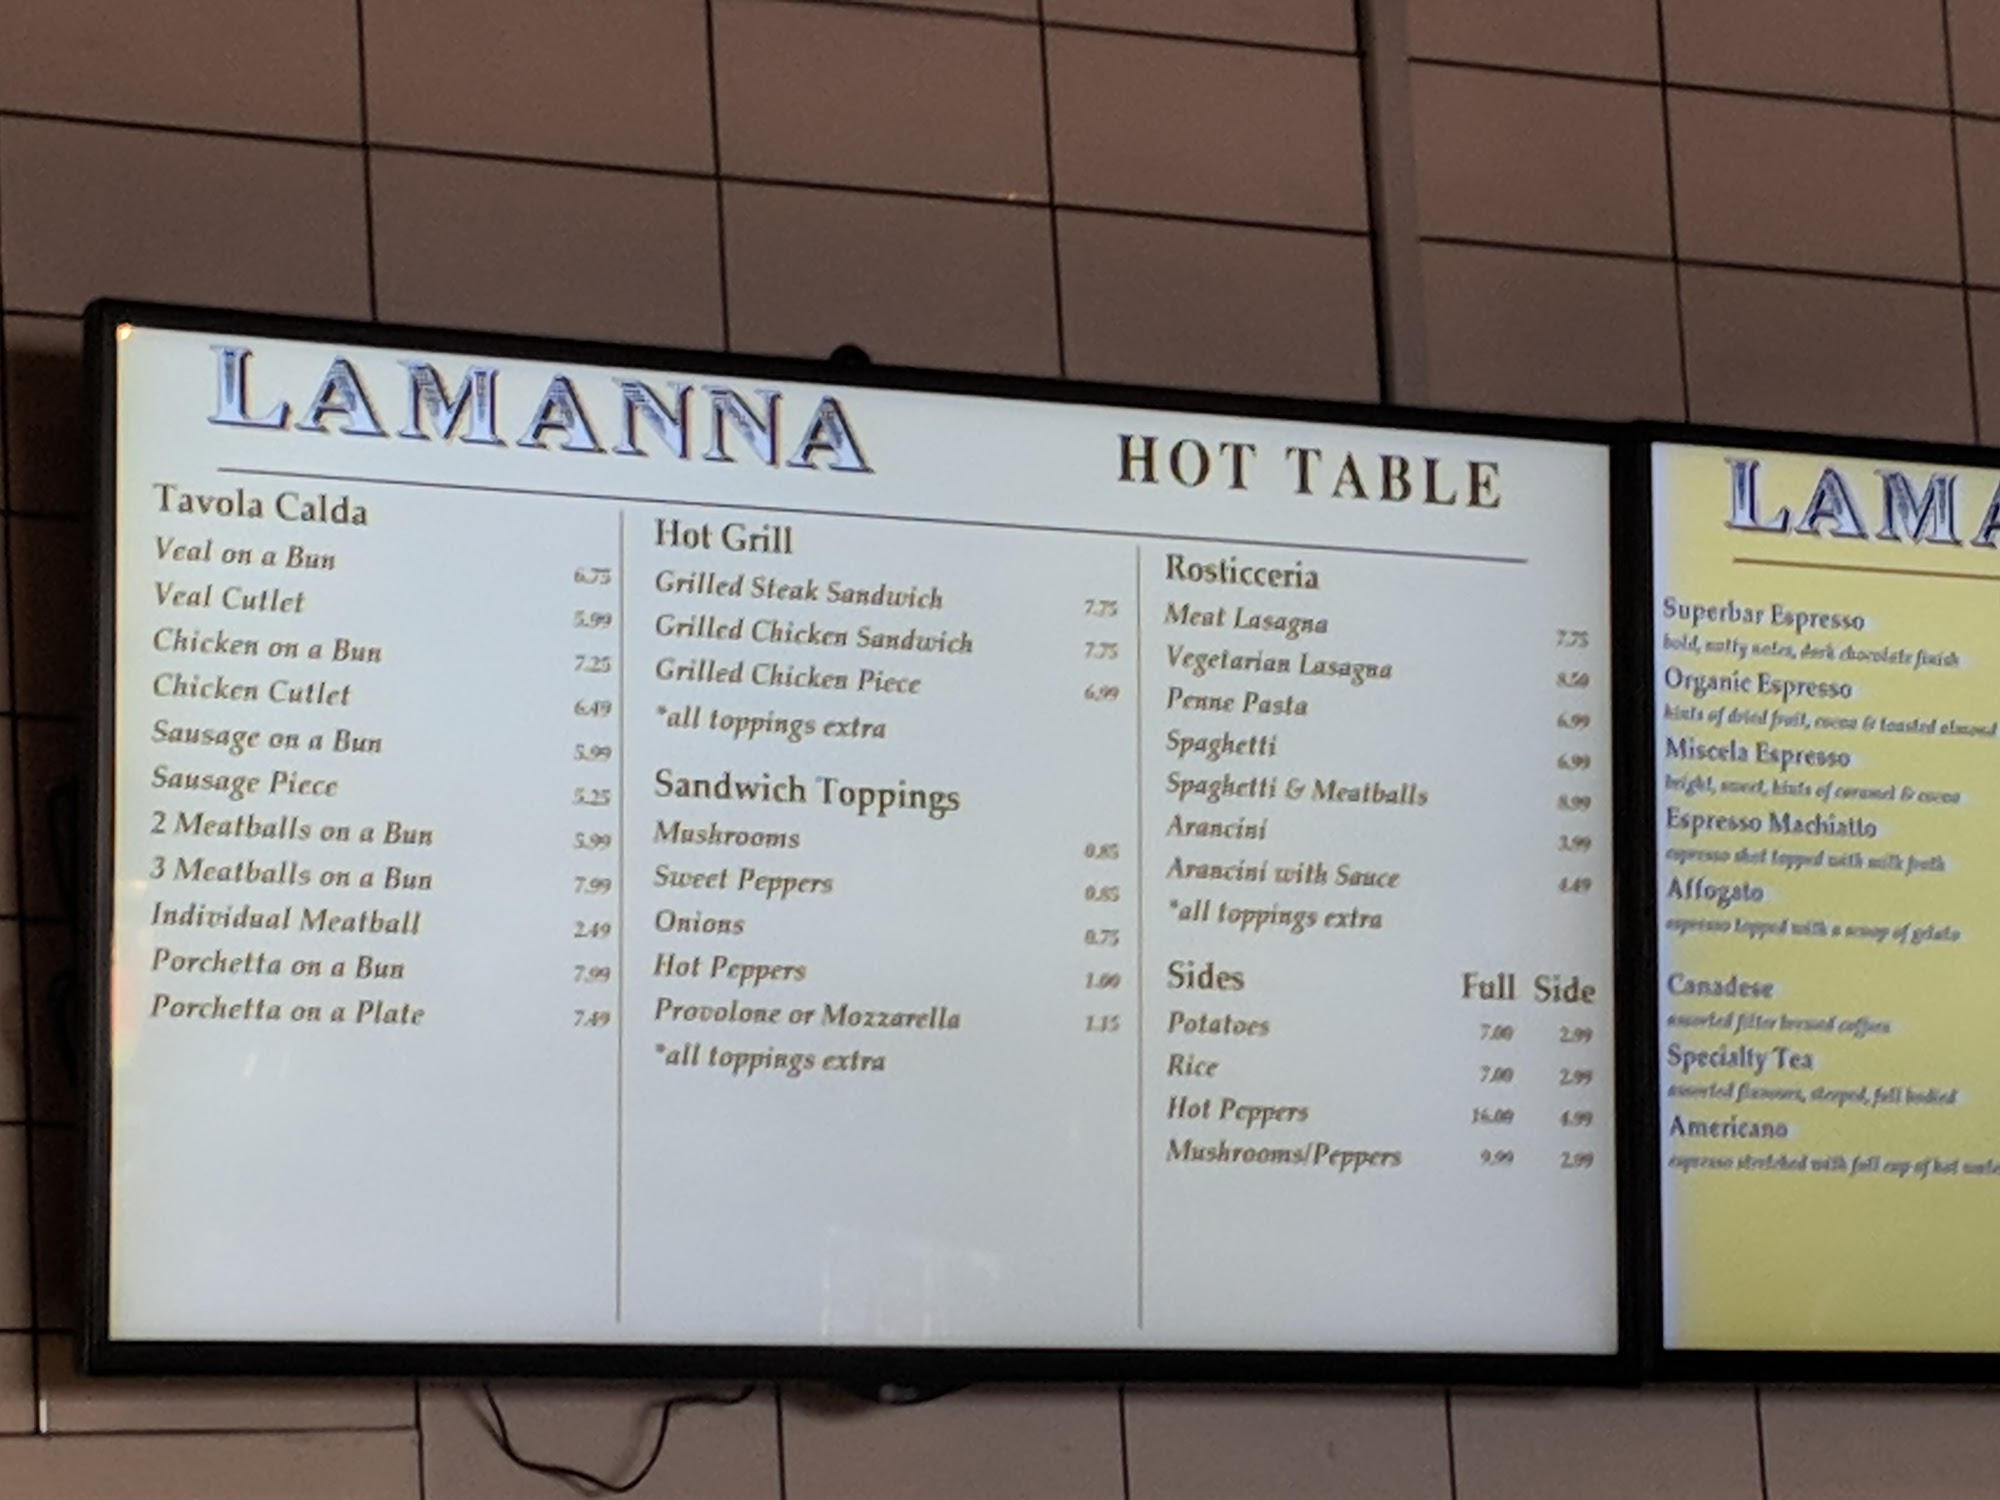 LAMANNA
HOT TABLE
Tavola Calda
Veal on a Bun 6.75
Veal Cutlet 5.99
Chicken on a Bun 7.25
Chicken Cutlet 6.49
Sausage on a Bun 5.99
Sausage Piece 5.25
2 Meatballs on a Bun 5.99
3 Meatballs on a Bun 7.99
Individual Meatball 2.49
Porchetta on a Bun 7.99
Porchetta on a Plate 7.49
Hot Grill
Grilled Steak Sandwich 7.75
Grilled Chicken Sandwich 7.75
Grilled Chicken Piece 6.99
*all toppings extra
Sandwich Toppings
Mushrooms 0.85
Sweet Peppers 0.85
Onions 0.75
Hot Peppers 1.00
Provolone or Mozzarella 1.15
*all toppings extra
Rosticceria
Meat Lasagna 7.75
Vegetarian Lasagna 8.50
Penne Pasta 6.99
Spaghetti 6.99
Spaghetti & Meatballs 8.99
Arancini 3.99
Arancini with Sauce 4.49
*all toppings extra
Sides Full Side
Potatoes 7.00 2.99
Rice 7.00 2.99
Hot Peppers 16.00 4.99
Mushrooms/Peppers 9.99 2.99
LAMA
Superbar Espresso
bold, nutty notes, dark chocolate finish
Organic Espresso
hints of dried fruit, cocoa & toasted almond
Miscela Espresso
bright, sweet, hints of caramel & cocoa
Espresso Machiatto
espresso shot topped with milk froth
Affogato
espresso topped with a scoop of gelato
Canadese
assorted filter brewed coffees
Specialty Tea
assorted flavours, steeped, full bodied
Americano
espresso stretched with full cup of hot wate